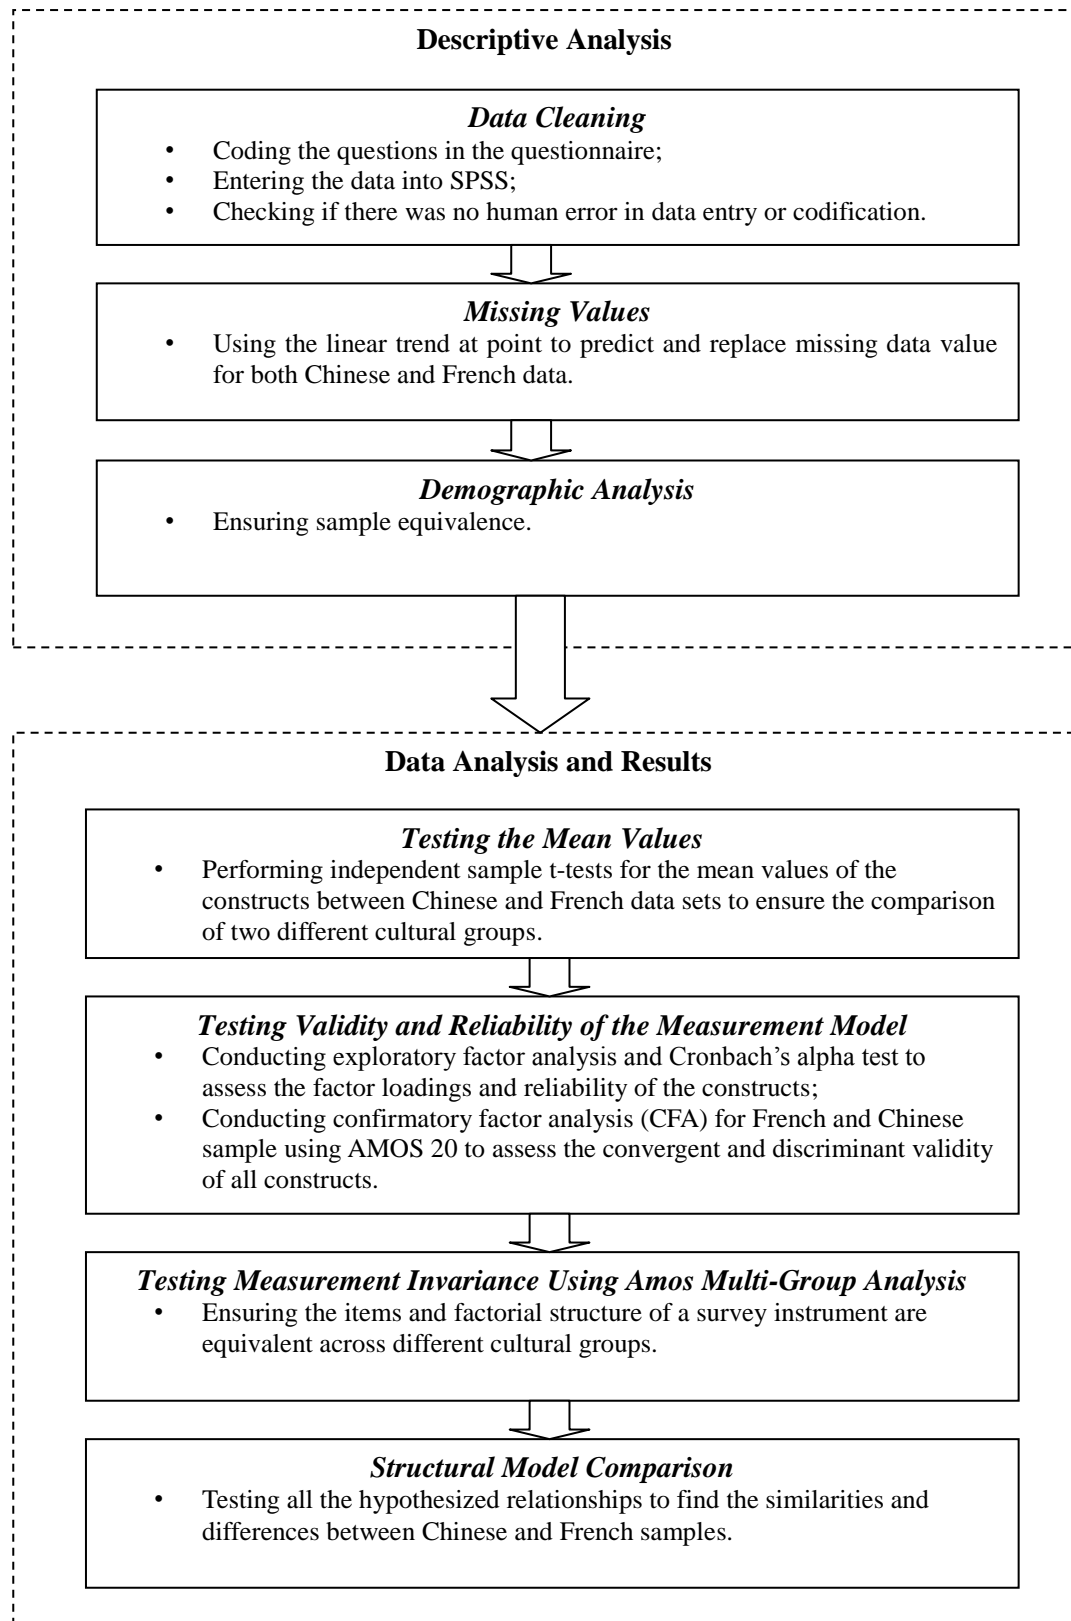 Descriptive Analysis
Data Cleaning
• Coding the questions in the questionnaire;
• Entering the data into SPSS;
• Checking if there was no human error in data entry or codification.
Missing Values
• Using the linear trend at point to predict and replace missing data value
for both Chinese and French data.
Demographic Analysis
• Ensuring sample equivalence.
Data Analysis and Results
Testing the Mean Values
• Performing independent sample t-tests for the mean values of the
constructs between Chinese and French data sets to ensure the comparison
of two different cultural groups.
Testing Validity and Reliability of the Measurement Model
• Conducting exploratory factor analysis and Cronbach’s alpha test to
assess the factor loadings and reliability of the constructs;
• Conducting confirmatory factor analysis (CFA) for French and Chinese
sample using AMOS 20 to assess the convergent and discriminant validity
of all constructs.
Testing Measurement Invariance Using Amos Multi-Group Analysis
• Ensuring the items and factorial structure of a survey instrument are
equivalent across different cultural groups.
Structural Model Comparison
• Testing all the hypothesized relationships to find the similarities and
differences between Chinese and French samples.